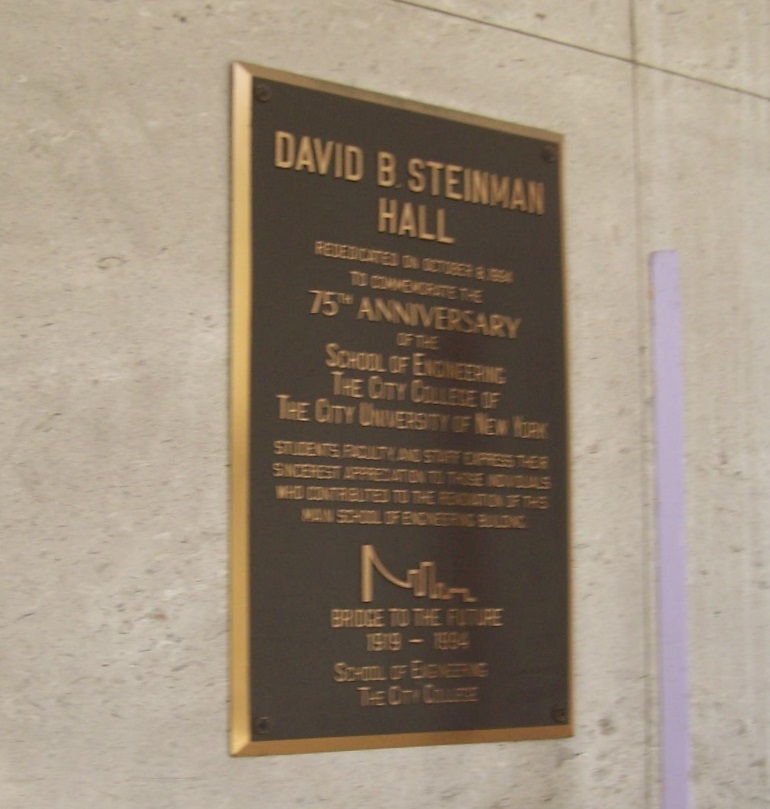 DAVID B. STEINMAN
HALL
REDEDICATED ON OCTOBER 8, 1994
TO COMMEMORATE THE
75TH ANNIVERSARY
OF THE
SCHOOL OF ENGINEERING
THE CITY COLLEGE OF
THE CITY UNIVERSITY OF NEW YORK
STUDENTS, FACULTY, AND STAFF EXPRESS THEIR
SINCEREST APPRECIATION TO THOSE INDIVIDUALS
WHO CONTRIBUTED TO THE RENOVATION OF THIS
MAIN SCHOOL OF ENGINEERING BUILDING.
BRIDGE TO THE FUTURE
1919 – 1994
SCHOOL OF ENGINEERING
THE CITY COLLEGE